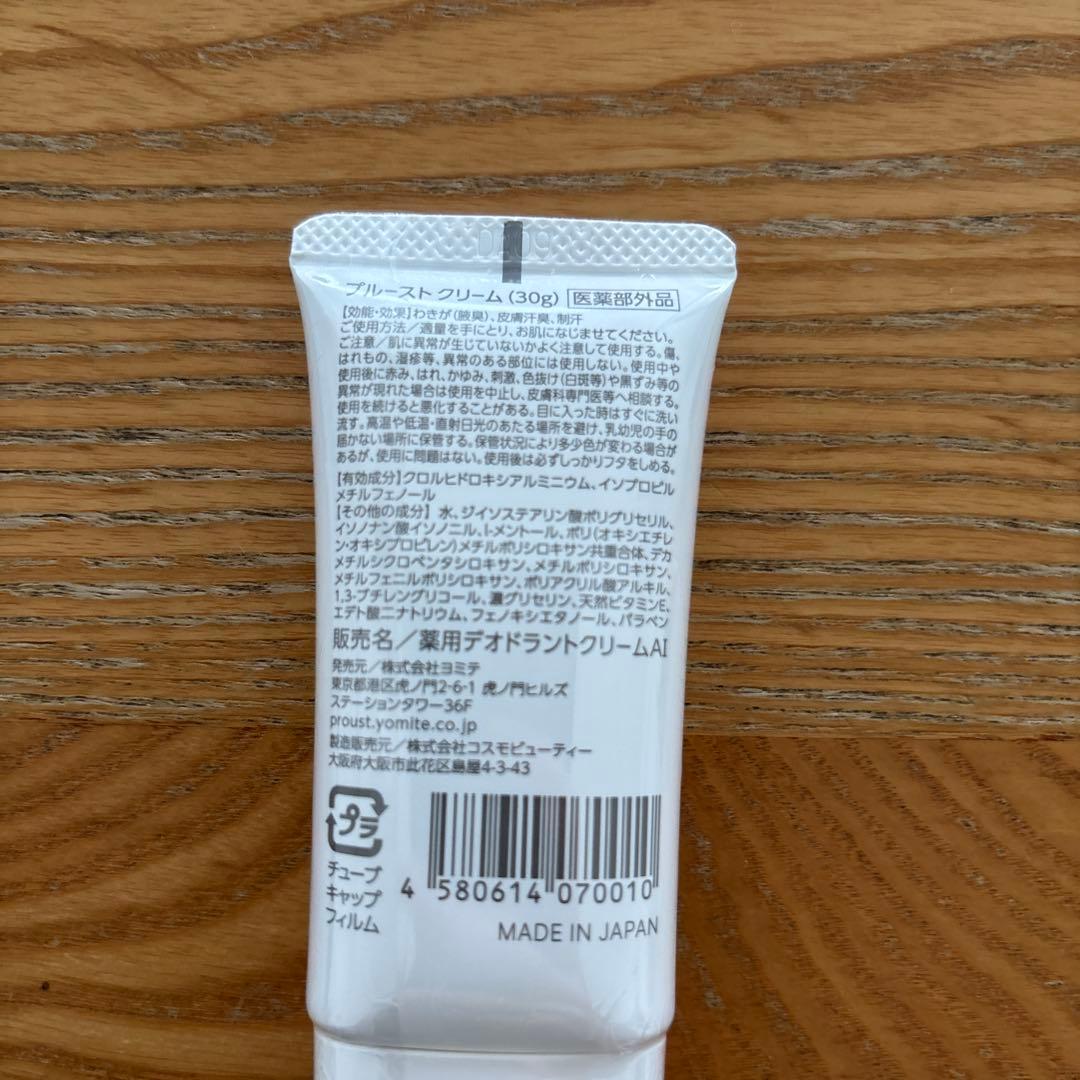 プルースト クリーム (30g) 医薬部外品
【効能・効果】わきが(腋臭)、皮膚汗臭、制汗
ご使用方法/適量を手にとり、お肌になじませてください。
ご注意/肌に異常が生じていないかよく注意して使用する。傷、
はれもの、湿疹等、異常のある部位には使用しない。使用中や
使用後に赤み、はれ、かゆみ、刺激、色抜け(白斑等)や黒ずみ等の
異常が現れた場合は使用を中止し、皮膚科専門医等へ相談する。
使用を続けると悪化することがある。目に入った時はすぐに洗い
流す。高温や低温・直射日光のあたる場所を避け、乳幼児の手の
届かない場所に保管する。保管状況により多少色が変わる場合が
あるが、使用に問題はない。使用後は必ずしっかりフタをしめる。
【有効成分】クロルヒドロキシアルミニウム、イソプロピル
メチルフェノール
【その他の成分】 水、ジイソステアリン酸ポリグリセリル、
イソノナン酸イソノニル、l-メントール、ポリ(オキシエチレ
ン・オキシプロピレン)メチルポリシロキサン共重合体、デカ
メチルシクロペンタシロキサン、メチルポリシロキサン、
メチルフェニルポリシロキサン、ポリアクリル酸アルキル、
1,3-ブチレングリコール、濃グリセリン、天然ビタミンE、
エデト酸二ナトリウム、フェノキシエタノール、パラベン
販売名/薬用デオドラントクリームAI
発売元/株式会社ヨミテ
東京都港区虎ノ門2-6-1 虎ノ門ヒルズ
ステーションタワー36F
proust.yomite.co.jp
製造販売元/株式会社コスモビューティー
大阪府大阪市此花区島屋4-3-43
プラ
チューブ
キャップ
フィルム
4 580614 070010
MADE IN JAPAN